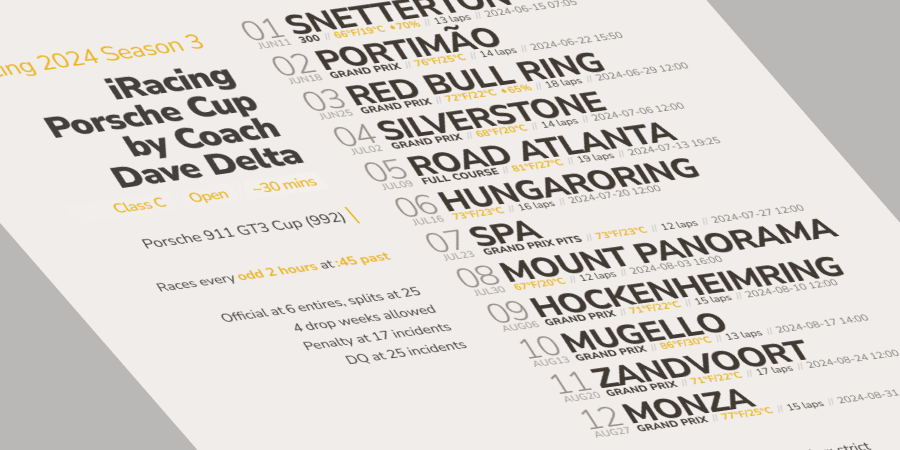 ing 2024 Season 3
iRacing
Porsche Cup
by Coach
Dave Delta
Class C Open ~30 mins
Porsche 911 GT3 Cup (992)
Races every odd 2 hours at :45 past
Official at 6 entires, splits at 25
4 drop weeks allowed
Penalty at 17 incidents
DQ at 25 incidents
01 SNETTERTON
JUN11 300 // 66°F/19°C •70% // 13 laps // 2024-06-15 07:05
02 PORTIMÃO
JUN18 GRAND PRIX // 76°F/25°C // 14 laps // 2024-06-22 15:50
03 RED BULL RING
JUN25 GRAND PRIX // 72°F/22°C •65% // 18 laps // 2024-06-29 12:00
04 SILVERSTONE
JUL02 GRAND PRIX // 68°F/20°C // 14 laps // 2024-07-06 12:00
05 ROAD ATLANTA
JUL09 FULL COURSE // 81°F/27°C // 19 laps // 2024-07-13 19:25
06 HUNGARORING
JUL16 73°F/23°C // 16 laps // 2024-07-20 12:00
07 SPA
JUL23 GRAND PRIX PITS // 73°F/23°C // 12 laps // 2024-07-27 12:00
08 MOUNT PANORAMA
JUL30 67°F/20°C // 12 laps // 2024-08-03 16:00
09 HOCKENHEIMRING
AUG06 GRAND PRIX // 71°F/22°C // 15 laps // 2024-08-10 12:00
10 MUGELLO
AUG13 GRAND PRIX // 86°F/30°C // 13 laps // 2024-08-17 14:00
11 ZANDVOORT
AUG20 GRAND PRIX // 71°F/22°C // 17 laps // 2024-08-24 12:00
12 MONZA
AUG27 GRAND PRIX // 77°F/25°C // 15 laps // 2024-08-31
strict